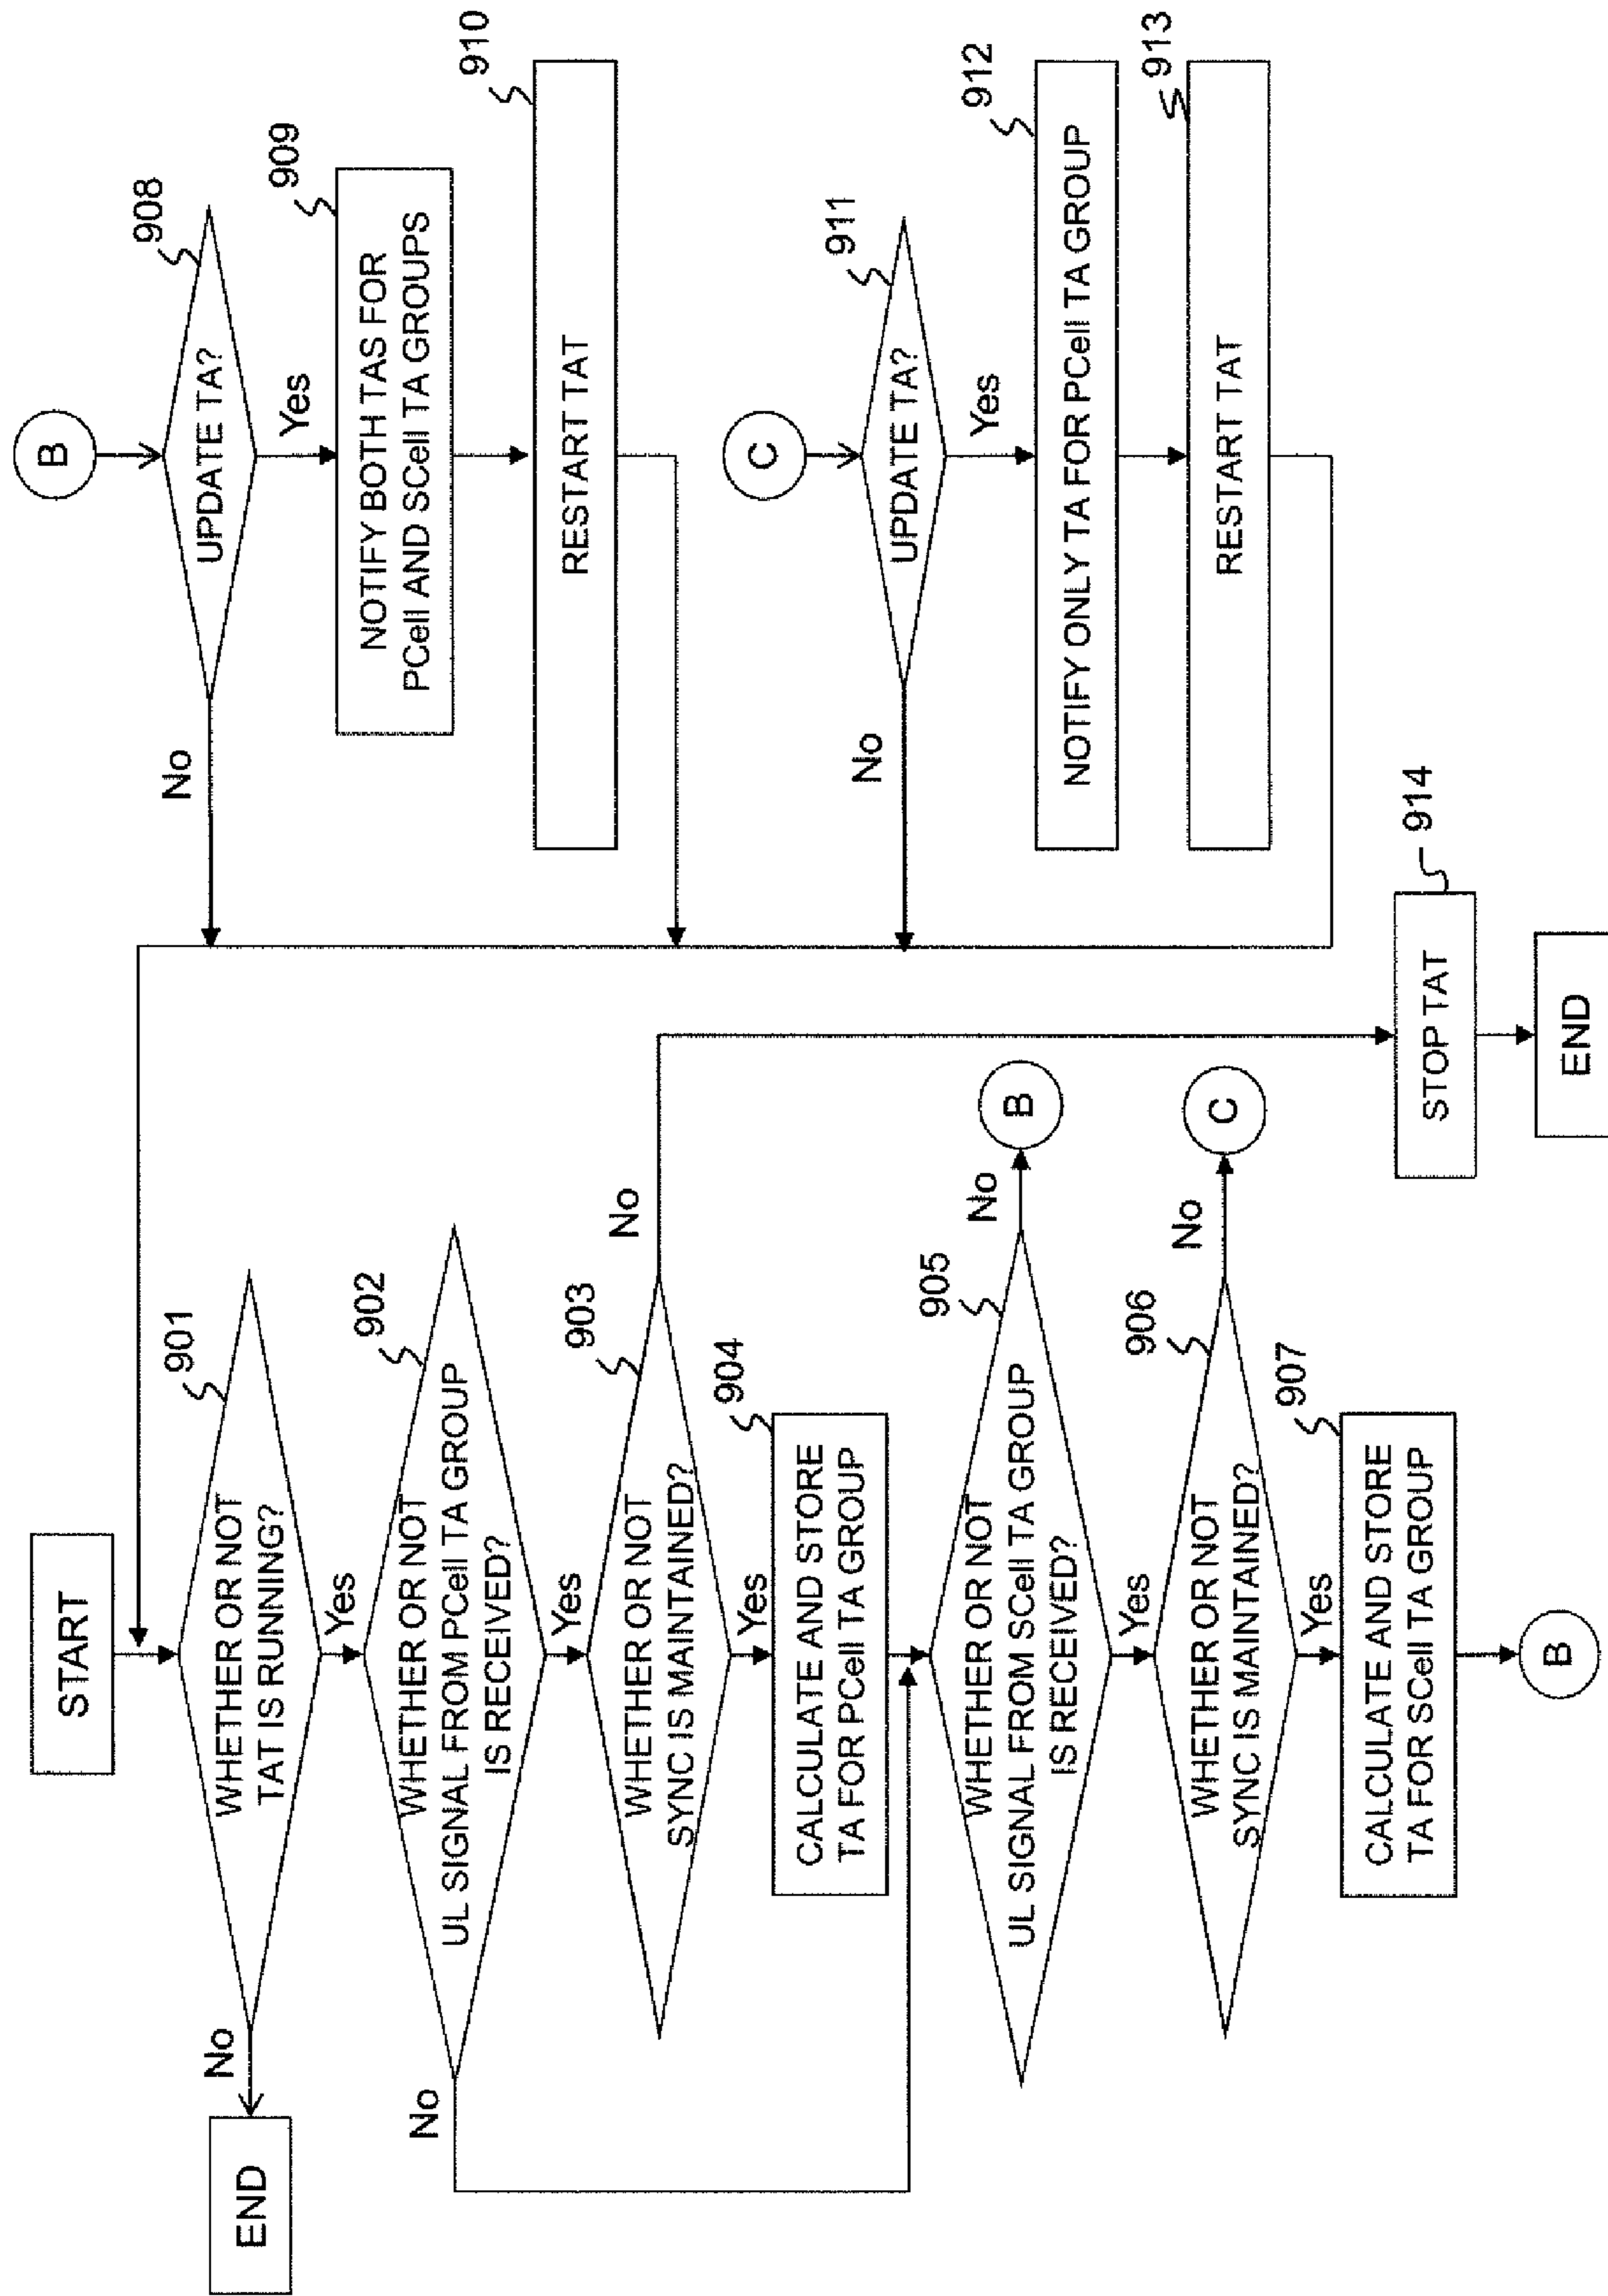 START
WHETHER OR NOT
TAT IS RUNNING?
901
No
END
Yes
WHETHER OR NOT
UL SIGNAL FROM PCell TA GROUP
IS RECEIVED?
902
No
Yes
WHETHER OR NOT
SYNC IS MAINTAINED?
903
No
Yes
CALCULATE AND STORE
TA FOR PCell TA GROUP
904
WHETHER OR NOT
UL SIGNAL FROM SCell TA GROUP
IS RECEIVED?
905
No
B
Yes
WHETHER OR NOT
SYNC IS MAINTAINED?
906
No
C
Yes
CALCULATE AND STORE
TA FOR SCell TA GROUP
907
B
B
UPDATE TA?
908
No
Yes
NOTIFY BOTH TAS FOR
PCell AND SCell TA GROUPS
909
RESTART TAT
910
C
UPDATE TA?
911
No
Yes
NOTIFY ONLY TA FOR PCell TA GROUP
912
RESTART TAT
913
STOP TAT
914
END